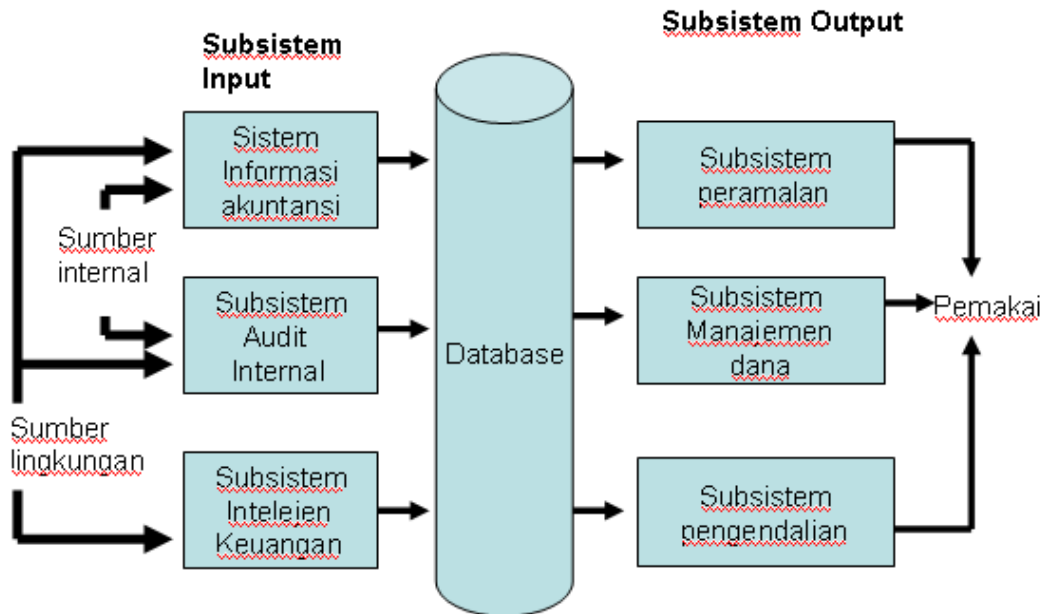 Subsistem
Input
Subsistem Output
Sistem
Informasi
akuntansi
Sumber
internal
Subsistem
Audit
Internal
Sumber
lingkungan
Subsistem
Intelejen
Keuangan
Database
Subsistem
peramalan
Subsistem
Manajemen
dana
Subsistem
pengendalian
Pemakai